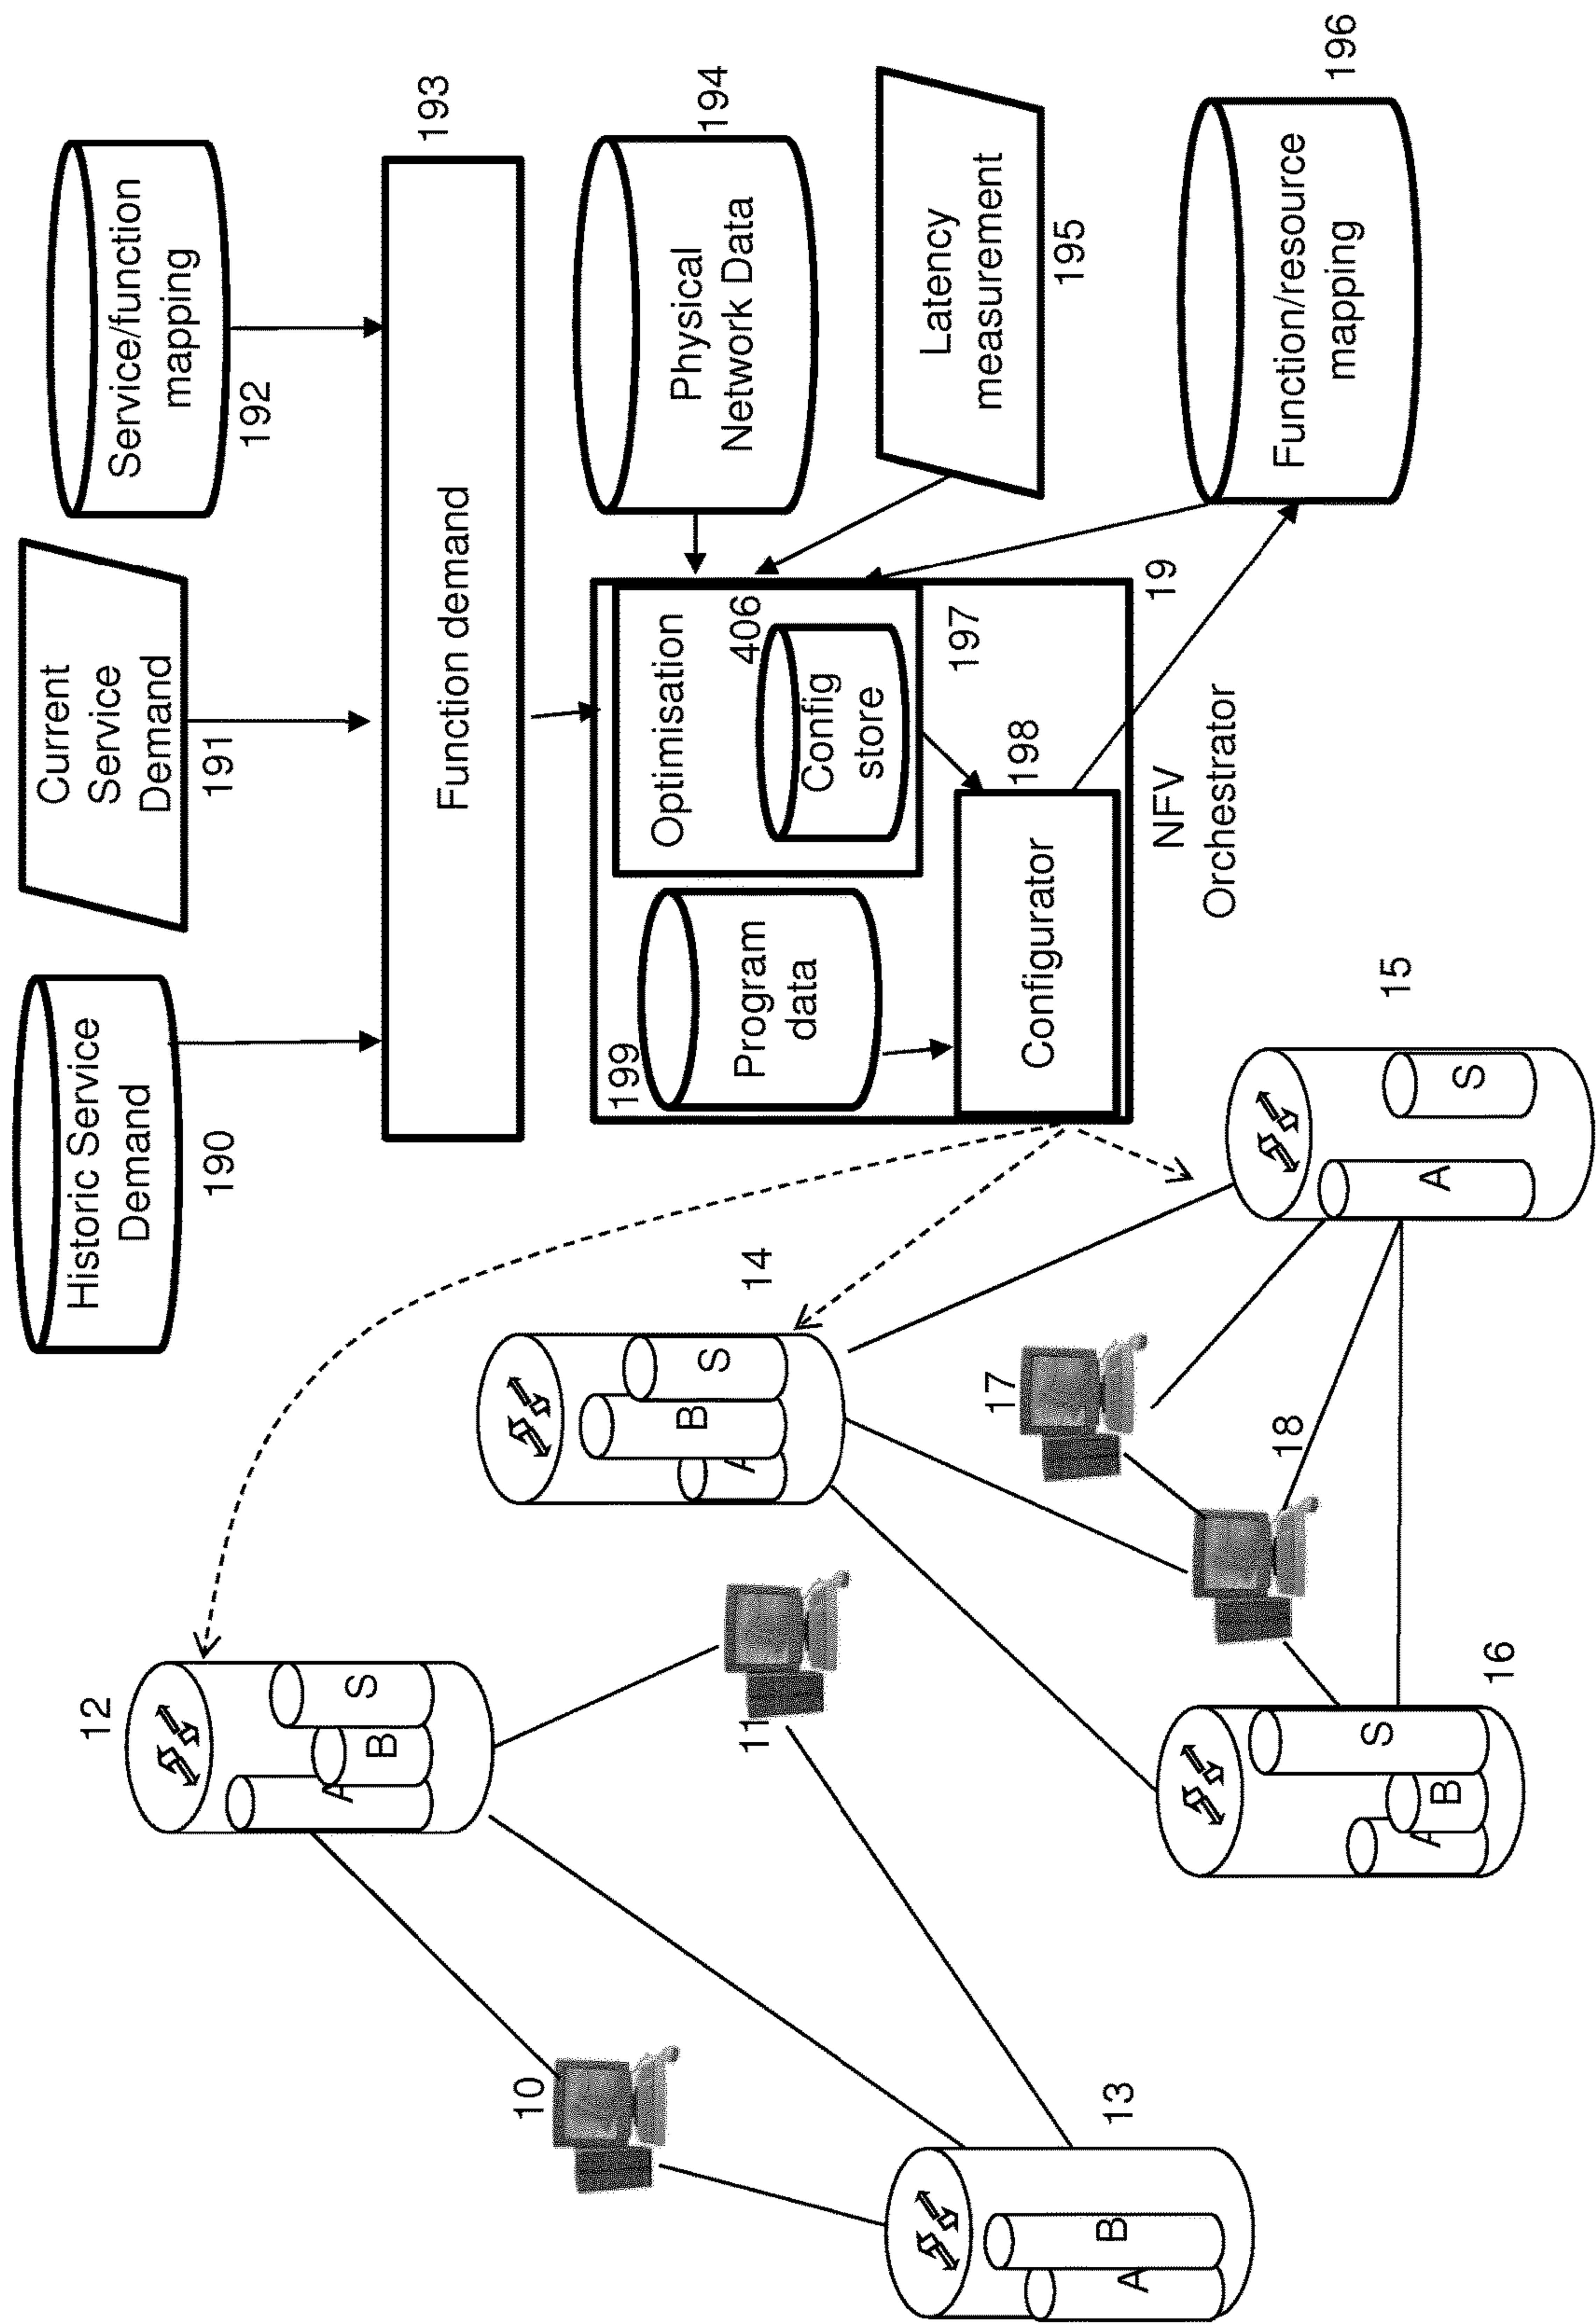 Historic Service
Demand
190
Current
Service
Demand
191
Service/function
mapping
192
Function demand
193
Physical
Network Data
194
Latency
measurement
195
Function/resource
mapping
196
Optimisation
406
Config
store
197
199
Program
data
Configurator
198
19
NFV
Orchestrator
12
A
B
S
14
A
B
S
15
A
S
10
11
17
18
13
A
B
16
A
B
S